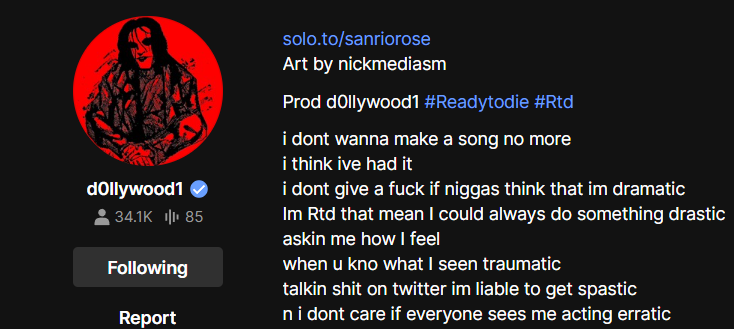 d0llywood1
34.1K 85
Following
Report
solo.to/sanriorose
Art by nickmediasm
Prod d0llywood1 #Readytodie #Rtd
i dont wanna make a song no more
i think ive had it
i dont give a fuck if niggas think that im dramatic
Im Rtd that mean I could always do something drastic
askin me how I feel
when u kno what I seen traumatic
talkin shit on twitter im liable to get spastic
n i dont care if everyone sees me acting erratic